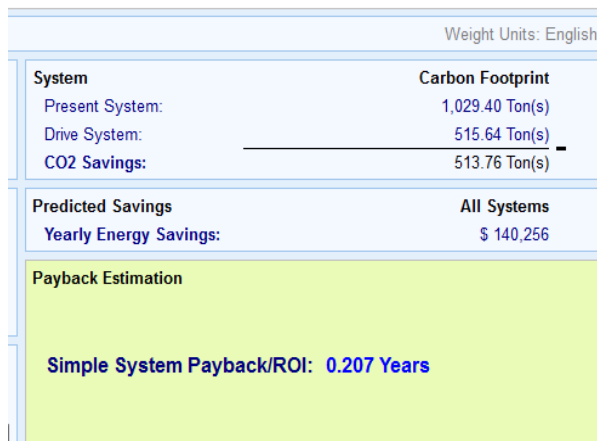 Weight Units: English
System Carbon Footprint
Present System: 1,029.40 Ton(s)
Drive System: 515.64 Ton(s)
CO2 Savings: 513.76 Ton(s)
Predicted Savings All Systems
Yearly Energy Savings: $ 140,256
Payback Estimation
Simple System Payback/ROI: 0.207 Years